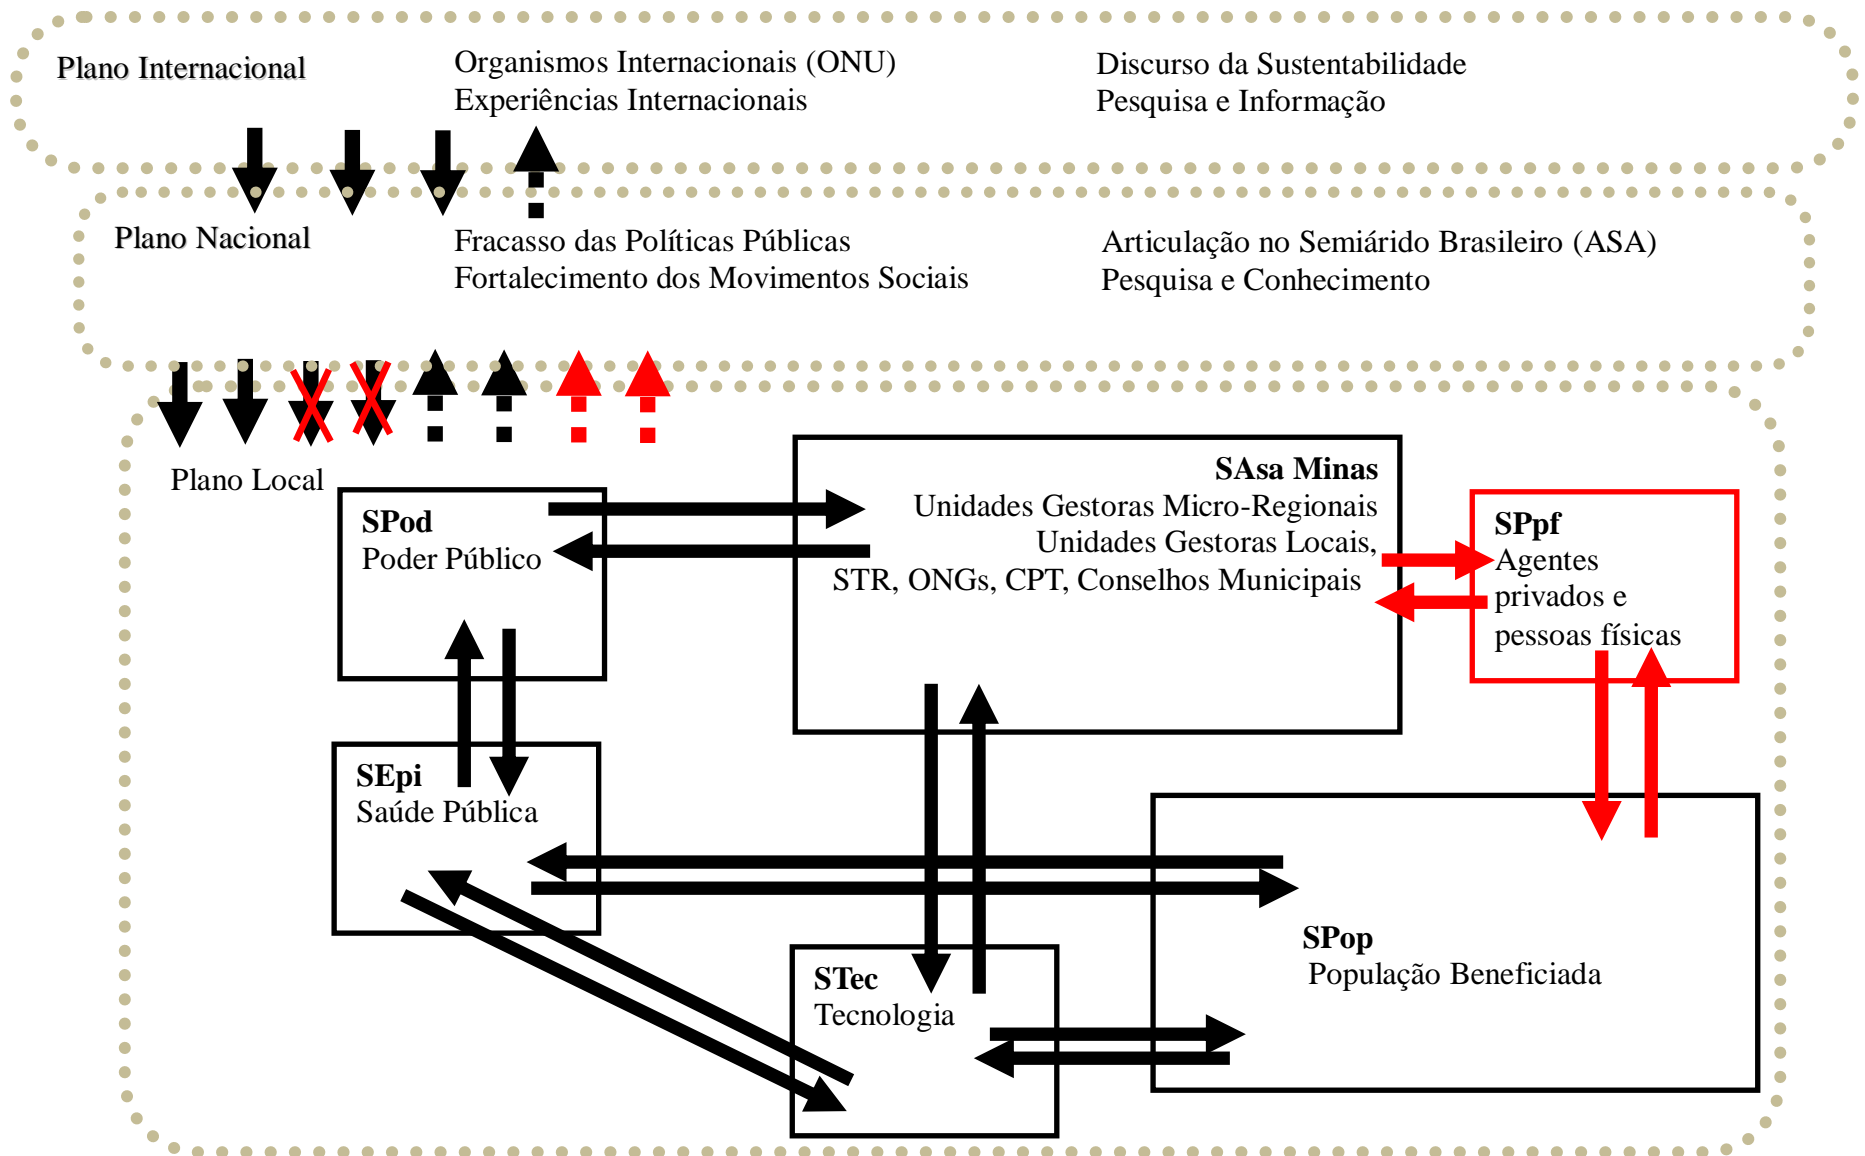 Plano Internacional
Organismos Internacionais (ONU)
Experiências Internacionais
Discurso da Sustentabilidade
Pesquisa e Informação
Plano Nacional
Fracasso das Políticas Públicas
Fortalecimento dos Movimentos Sociais
Articulação no Semiárido Brasileiro (ASA)
Pesquisa e Conhecimento
Plano Local
SPod
Poder Público
SAsa Minas
Unidades Gestoras Micro-Regionais
Unidades Gestoras Locais,
STR, ONGs, CPT, Conselhos Municipais
SPpf
Agentes
privados e
pessoas físicas
SEpi
Saúde Pública
STec
Tecnologia
SPop
População Beneficiada